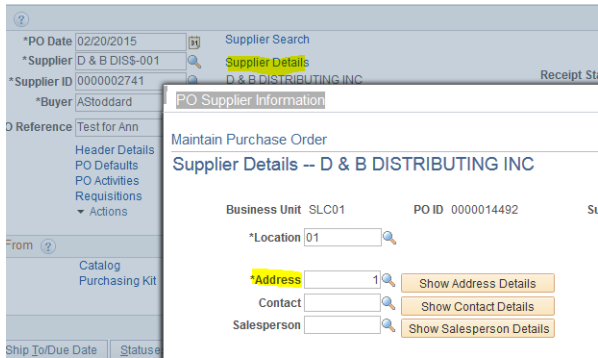 *PO Date 02/20/2015 Supplier Search
*Supplier D & B DIS$-001 Supplier Details
*Supplier ID 0000002741 D & B DISTRIBUTING INC Receipt Sta
*Buyer AStoddard
PO Supplier Information
O Reference Test for Ann
Maintain Purchase Order
Header Details
PO Defaults
Supplier Details -- D & B DISTRIBUTING INC
PO Activities
Requisitions
Actions
Business Unit SLC01 PO ID 0000014492 Su
*Location 01
From
Catalog
Purchasing Kit
*Address 1 Show Address Details
Contact Show Contact Details
Salesperson Show Salesperson Details
Ship To/Due Date Statuse